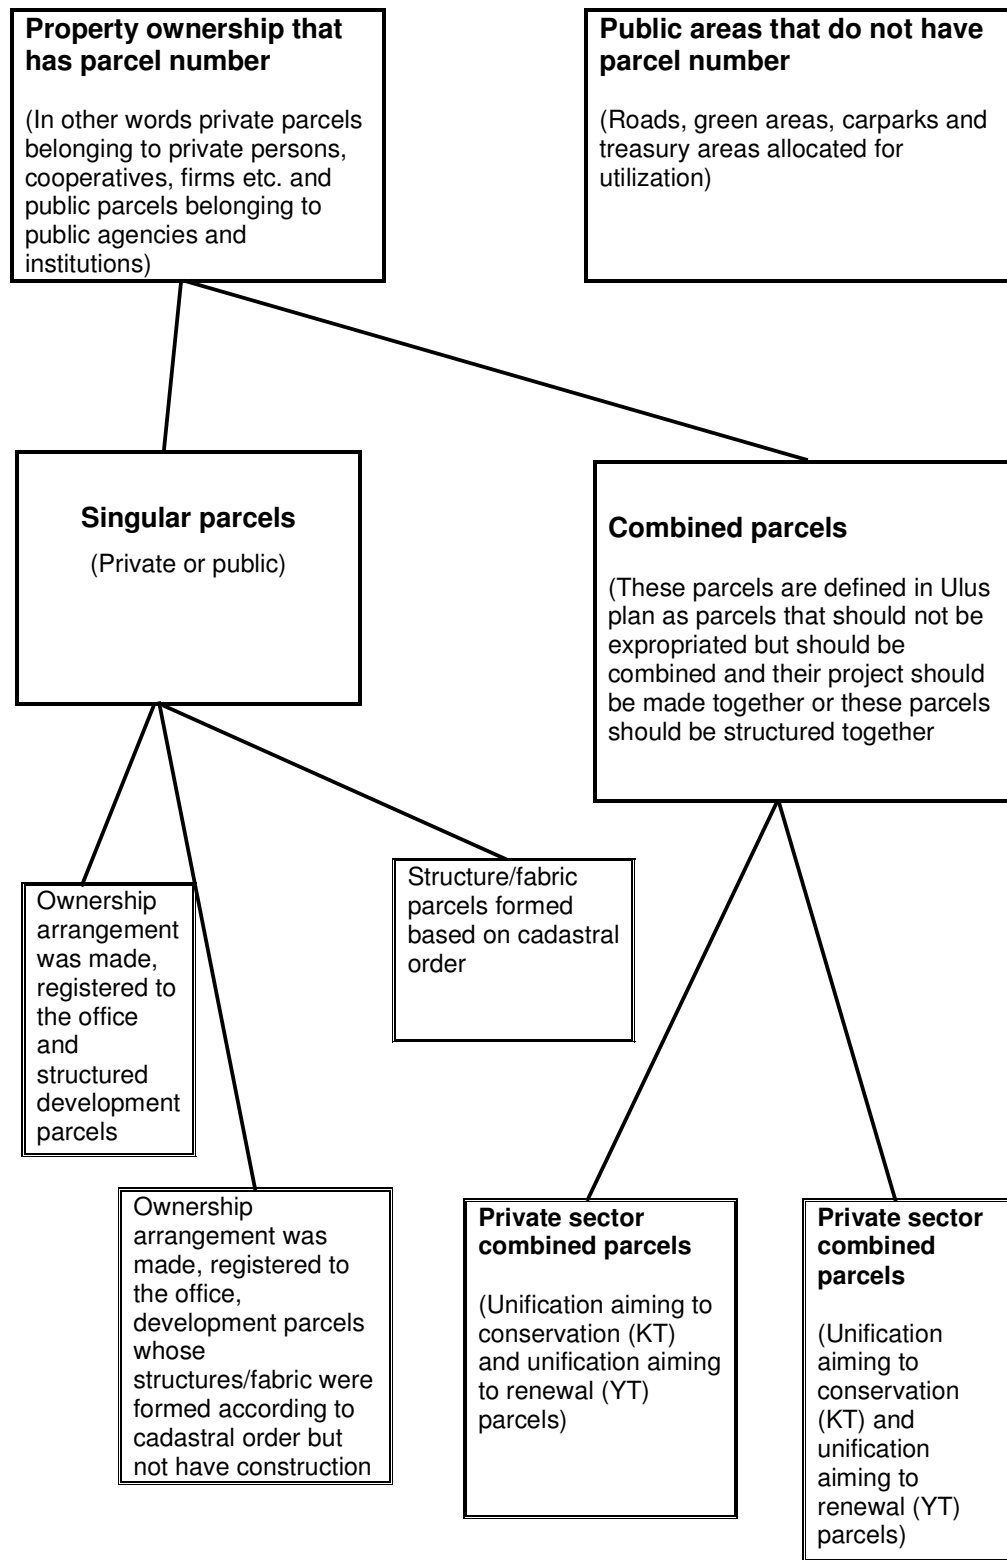 Property ownership that
has parcel number
(In other words private parcels
belonging to private persons,
cooperatives, firms etc. and
public parcels belonging to
public agencies and
institutions)
Public areas that do not have
parcel number
(Roads, green areas, carparks and
treasury areas allocated for
utilization)
Singular parcels
(Private or public)
Combined parcels
(These parcels are defined in Ulus
plan as parcels that should not be
expropriated but should be
combined and their project should
be made together or these parcels
should be structured together
Ownership
arrangement
was made,
registered to
the office
and
structured
development
parcels
Structure/fabric
parcels formed
based on cadastral
order
Ownership
arrangement was
made, registered to
the office,
development parcels
whose
structures/fabric were
formed according to
cadastral order but
not have construction
Private sector
combined parcels
(Unification aiming to
conservation (KT)
and unification aiming
to renewal (YT)
parcels)
Private sector
combined
parcels
(Unification
aiming to
conservation
(KT) and
unification
aiming to
renewal (YT)
parcels)